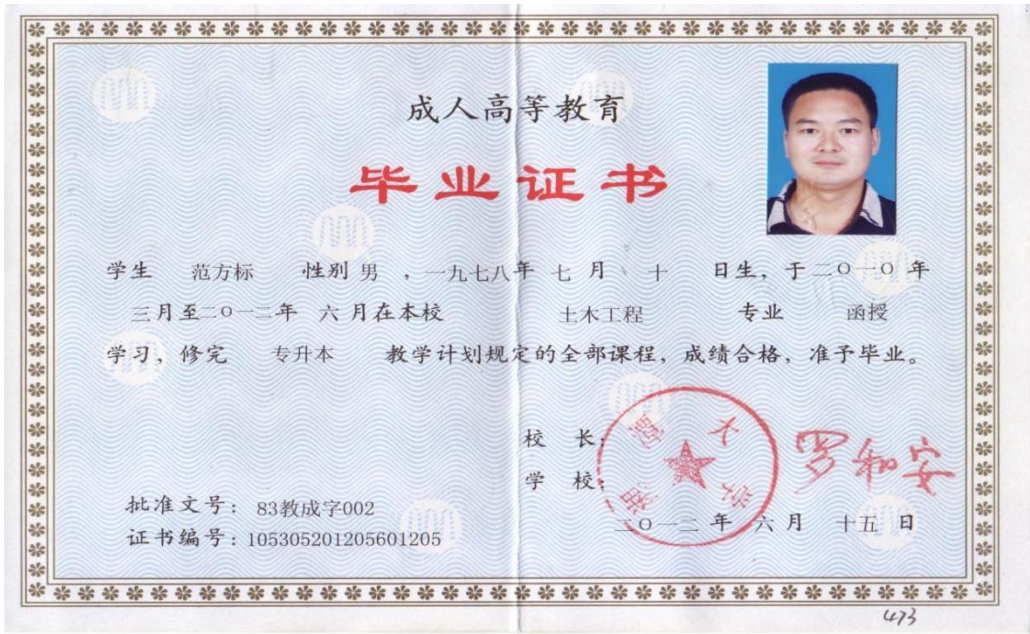 成人高等教育
毕业证书
学生 范方标 性别 男 ，一九七八年 七 月 十 日生，于二〇一〇年
三月至二〇一二年 六 月在本校 土木工程 专业 函授
学习，修完 专升本 教学计划规定的全部课程，成绩合格，准予毕业。
校 长：罗和安
学 校：
湘潭大学
二〇一二 年 六 月 十五 日
批准文号：83教成字002
证书编号：105305201205601205
473